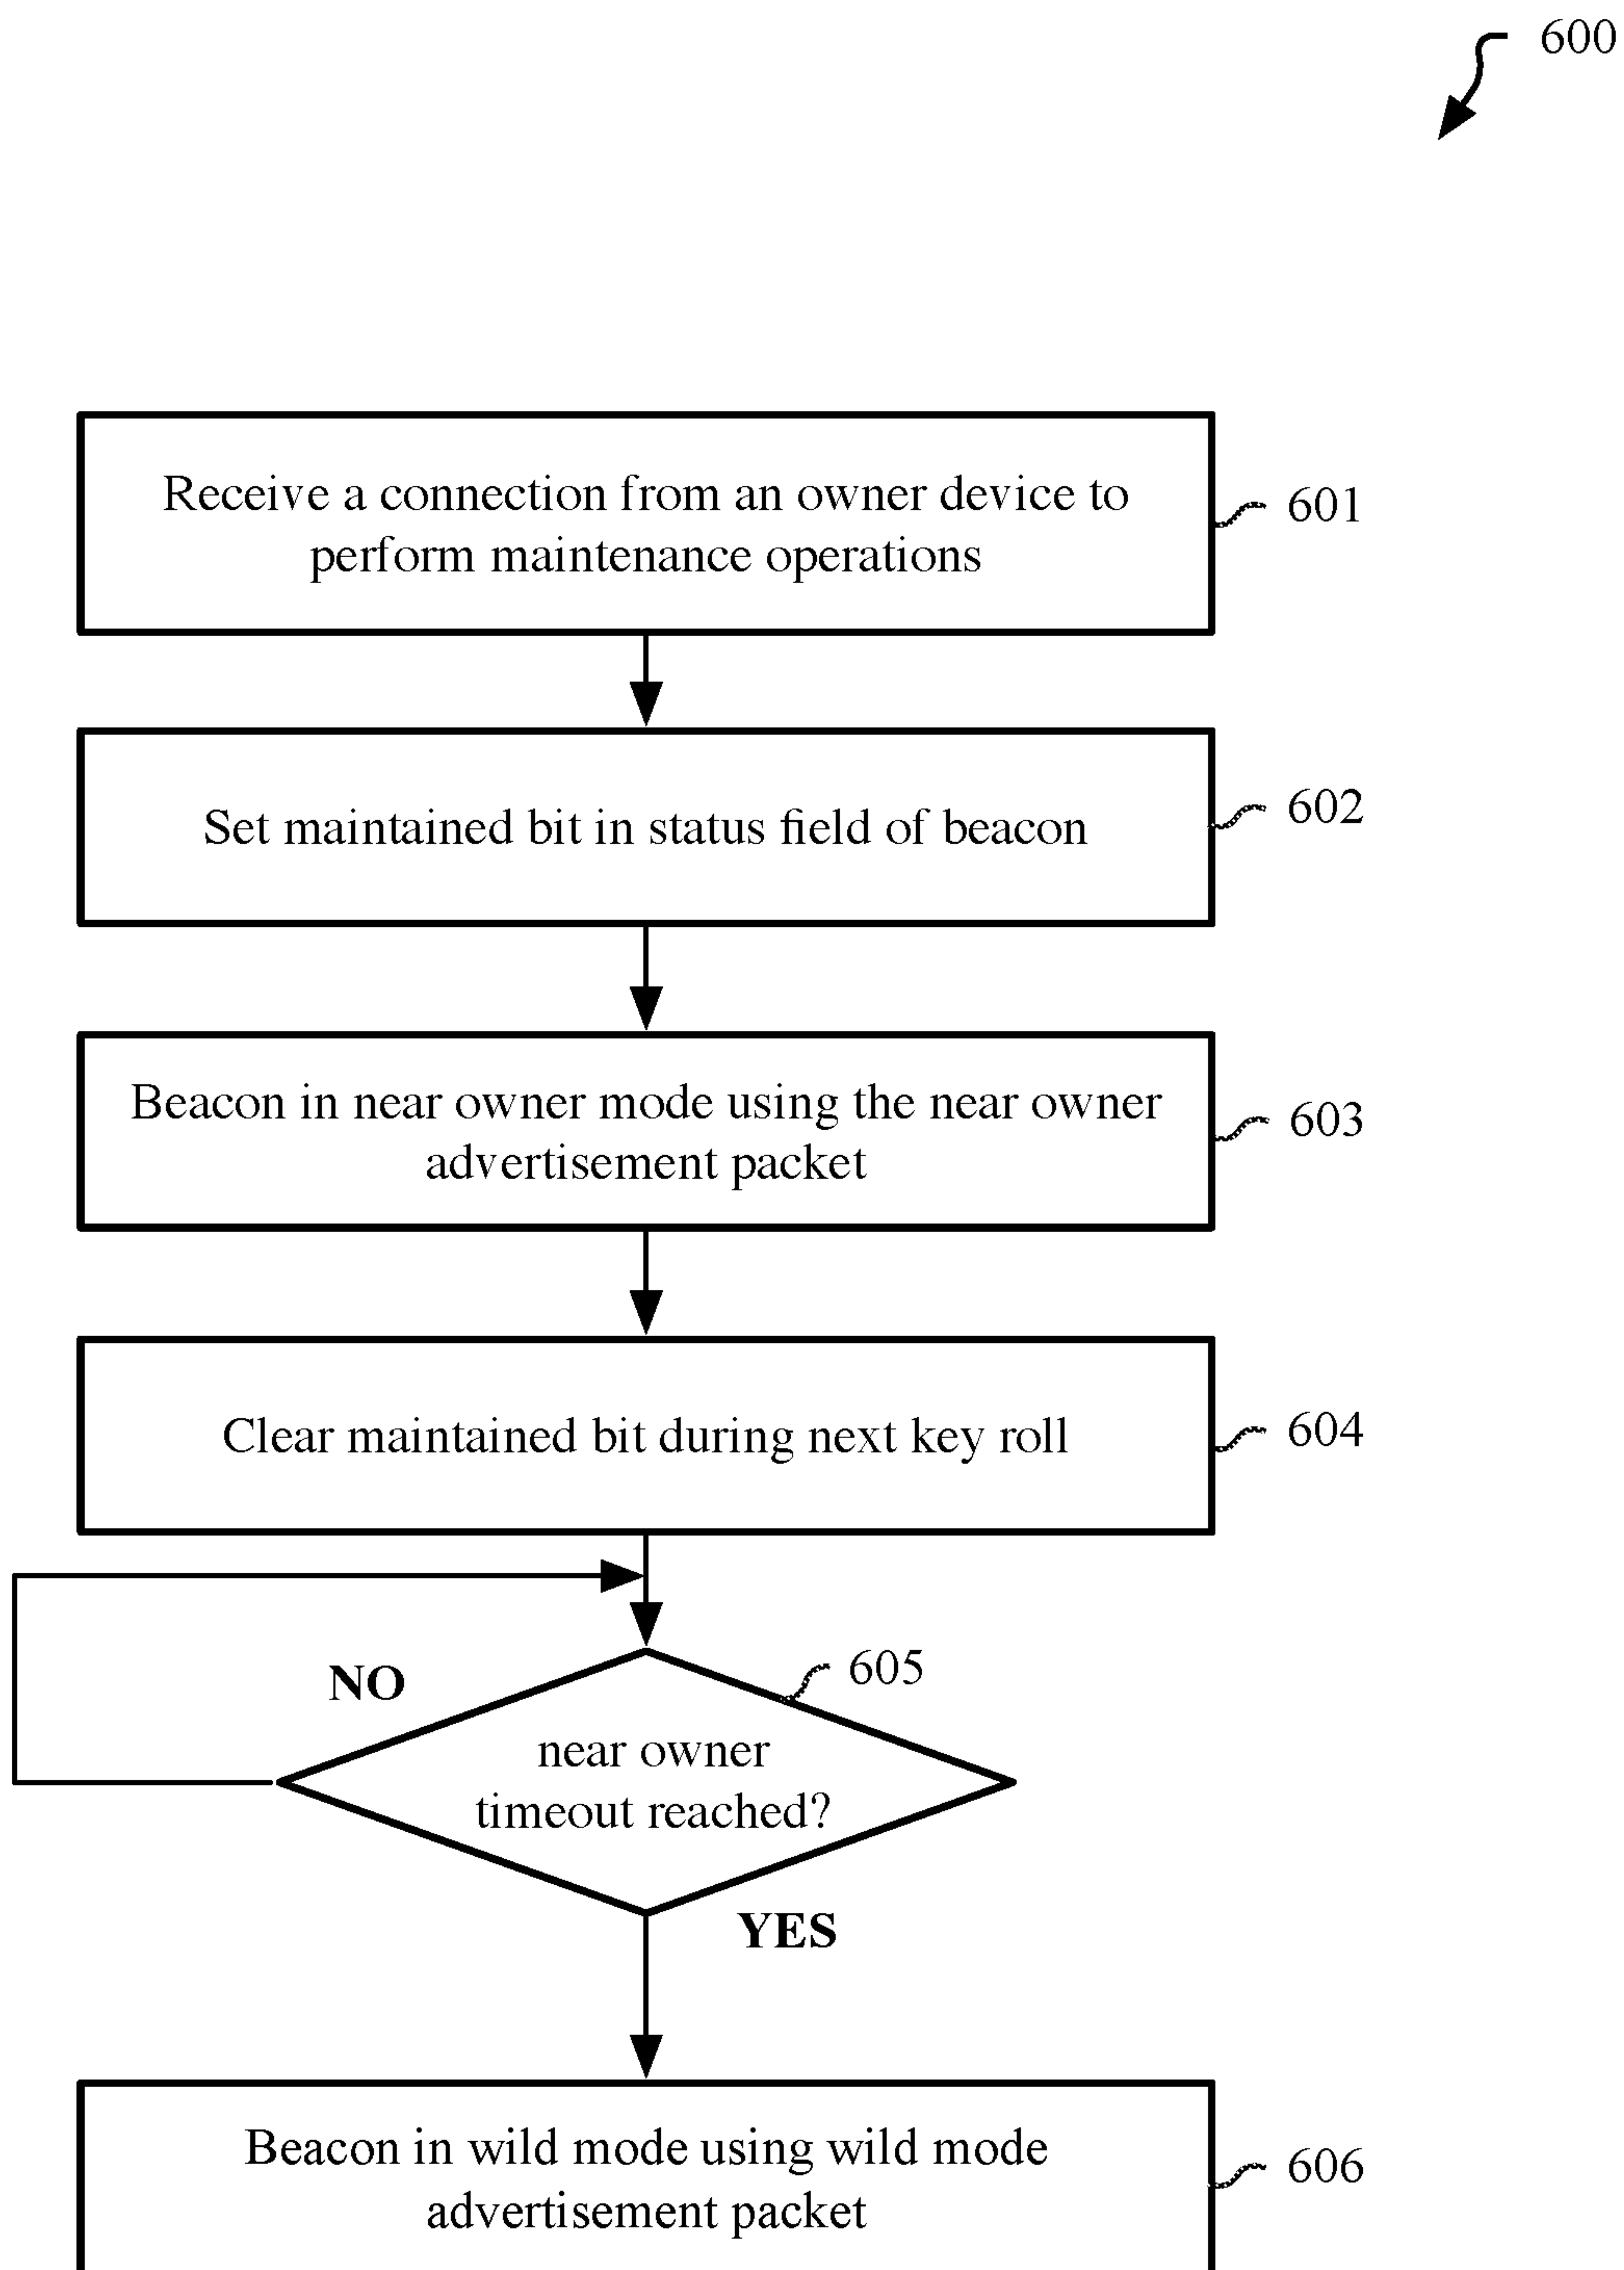 600
Receive a connection from an owner device to
perform maintenance operations
601
Set maintained bit in status field of beacon
602
Beacon in near owner mode using the near owner
advertisement packet
603
Clear maintained bit during next key roll
604
NO
605
near owner
timeout reached?
YES
Beacon in wild mode using wild mode
advertisement packet
606